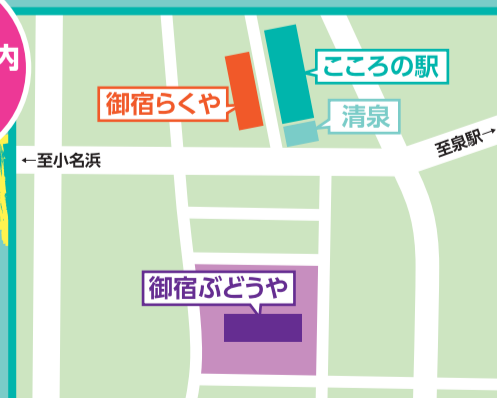 内
こころの駅
御宿らくや
清泉
至泉駅→
←至小名浜
御宿ぶどうや